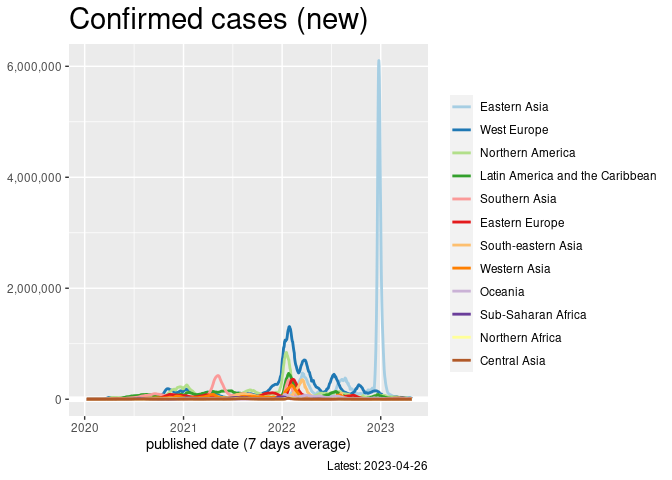 Confirmed cases (new)
6,000,000
4,000,000
2,000,000
0
2020 2021 2022 2023
published date (7 days average)
Eastern Asia
West Europe
Northern America
Latin America and the Caribbean
Southern Asia
Eastern Europe
South-eastern Asia
Western Asia
Oceania
Sub-Saharan Africa
Northern Africa
Central Asia
Latest: 2023-04-26